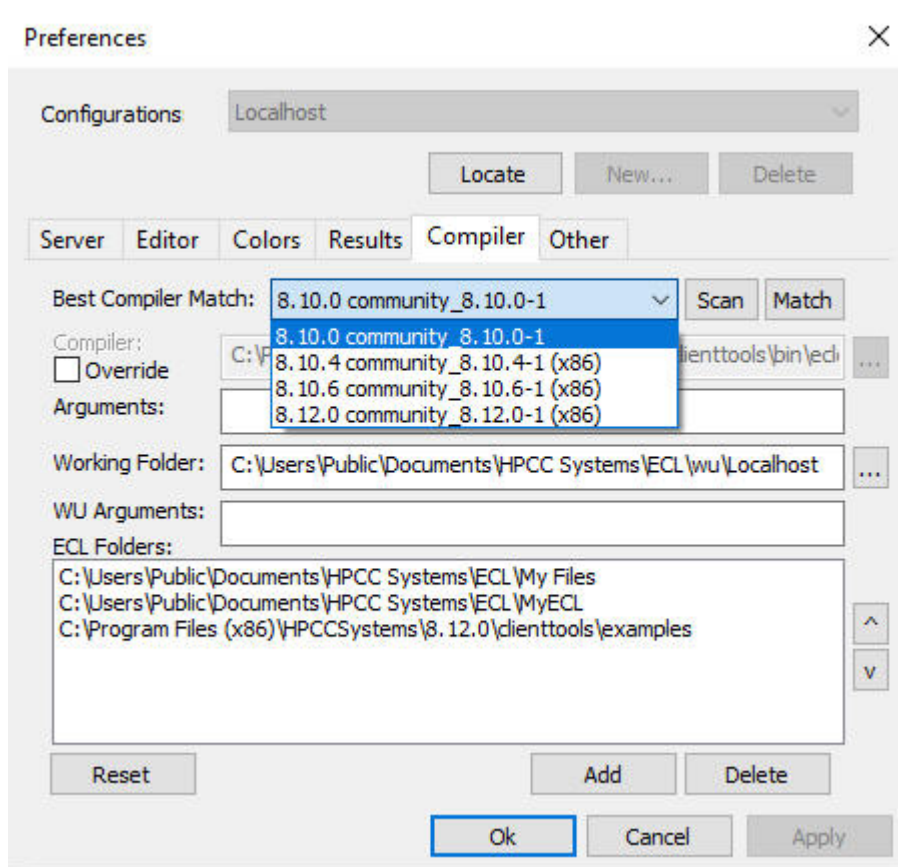 Preferences
Configurations Localhost
Locate New... Delete
Server Editor Colors Results Compiler Other
Best Compiler Match: 8.10.0 community_8.10.0-1 Scan Match
8.10.0 community_8.10.0-1
Compiler:
Override C:\P lienttools\bin\ecl ...
8.10.4 community_8.10.4-1 (x86)
8.10.6 community_8.10.6-1 (x86)
8.12.0 community_8.12.0-1 (x86)
Arguments:
Working Folder: C:\Users\Public\Documents\HPCC Systems\ECL\wu\Localhost ...
WU Arguments:
ECL Folders:
C:\Users\Public\Documents\HPCC Systems\ECL\My Files
C:\Users\Public\Documents\HPCC Systems\ECL\MyECL
C:\Program Files (x86)\HPCCSystems\8.12.0\clienttools\examples
^
v
Reset Add Delete
Ok Cancel Apply